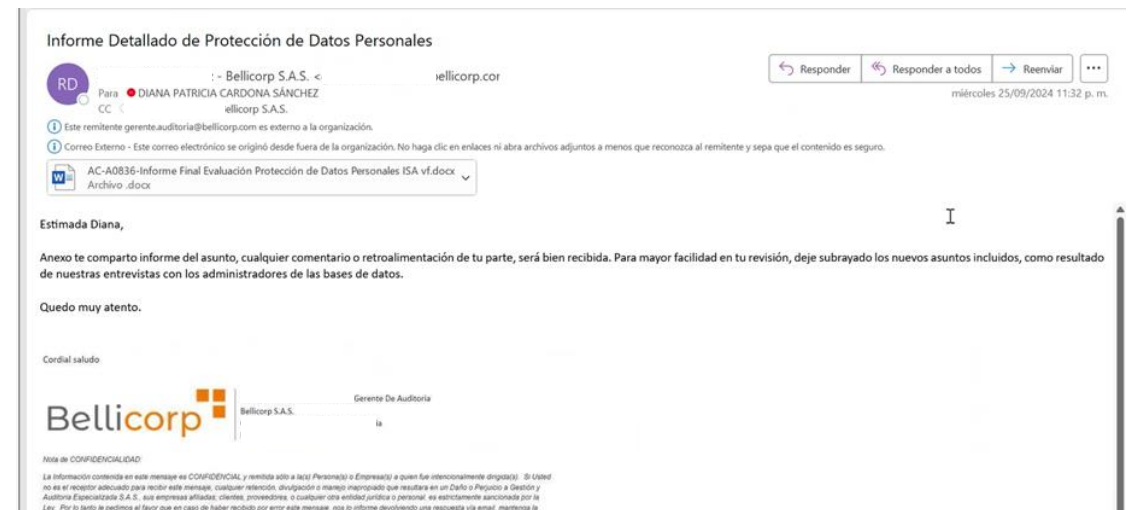 Informe Detallado de Protección de Datos Personales
RD
- Bellicorp S.A.S. <
ellicorp.cor
Responder
Responder a todos
Reenviar
Para DIANA PATRICIA CARDONA SÁNCHEZ
miércoles 25/09/2024 11:32 p. m.
CC
ellicorp S.A.S.
Este remitente gerente.auditoria@bellicorp.com es externo a la organización.
Correo Externo - Este correo electrónico se originó desde fuera de la organización. No haga clic en enlaces ni abra archivos adjuntos a menos que reconozca al remitente y sepa que el contenido es seguro.
AC-A0836-Informe Final Evaluación Protección de Datos Personales ISA vf.docx
Archivo .docx
Estimada Diana,
Anexo te comparto informe del asunto, cualquier comentario o retroalimentación de tu parte, será bien recibida. Para mayor facilidad en tu revisión, deje subrayado los nuevos asuntos incluidos, como resultado
de nuestras entrevistas con los administradores de las bases de datos.
Quedo muy atento.
Cordial saludo
Bellicorp
Gerente De Auditoria
Bellicorp S.A.S.
ia
Nota de CONFIDENCIALIDAD:
La Información contenida en este mensaje es CONFIDENCIAL y remitida sólo a la(s) Persona(s) o Empresa(s) a quien fue intencionalmente dirigida(s). Si Usted
no es el receptor adecuado para recibir este mensaje, cualquier retención, divulgación o manejo inapropiado que resultara en un Daño o Perjuicio a Gestión y
Auditoria Especializada S.A.S., sus empresas afiliadas, clientes, proveedores, o cualquier otra entidad jurídica o personal, es estrictamente sancionada por la
Ley. Por lo tanto le pedimos el favor que en caso de haber recibido por error este mensaje, nos lo informe devolviendo una respuesta vía email, mantenga la